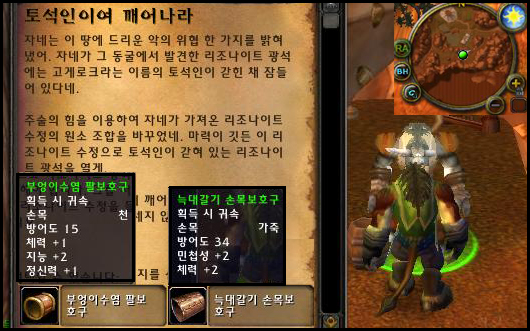 토석인이여 깨어나라
자네는 이 땅에 드리운 악의 위협 한 가지를 밝혀
냈어. 자네가 그 동굴에서 발견한 리조나이트 광석
에는 고게로크라는 이름의 토석인이 갇힌 채 잠들
어 있다네.
주술의 힘을 이용하여 자네가 가져온 리조나이트
수정의 원소 조합을 바꾸었네. 마력이 깃든 이 리
조나이트 수정으로 토석인이 갇혀 있는 리조나이
트 광석을 열게.
부엉이수염 팔보호구
획득 시 귀속
손목 천
방어도 15
체력 +1
지능 +2
정신력 +1
늑대갈기 손목보호구
획득 시 귀속
손목 가죽
방어도 34
민첩성 +2
체력 +2
부엉이수염 팔보
호구
늑대갈기 손목보
호구
RA
BH
G